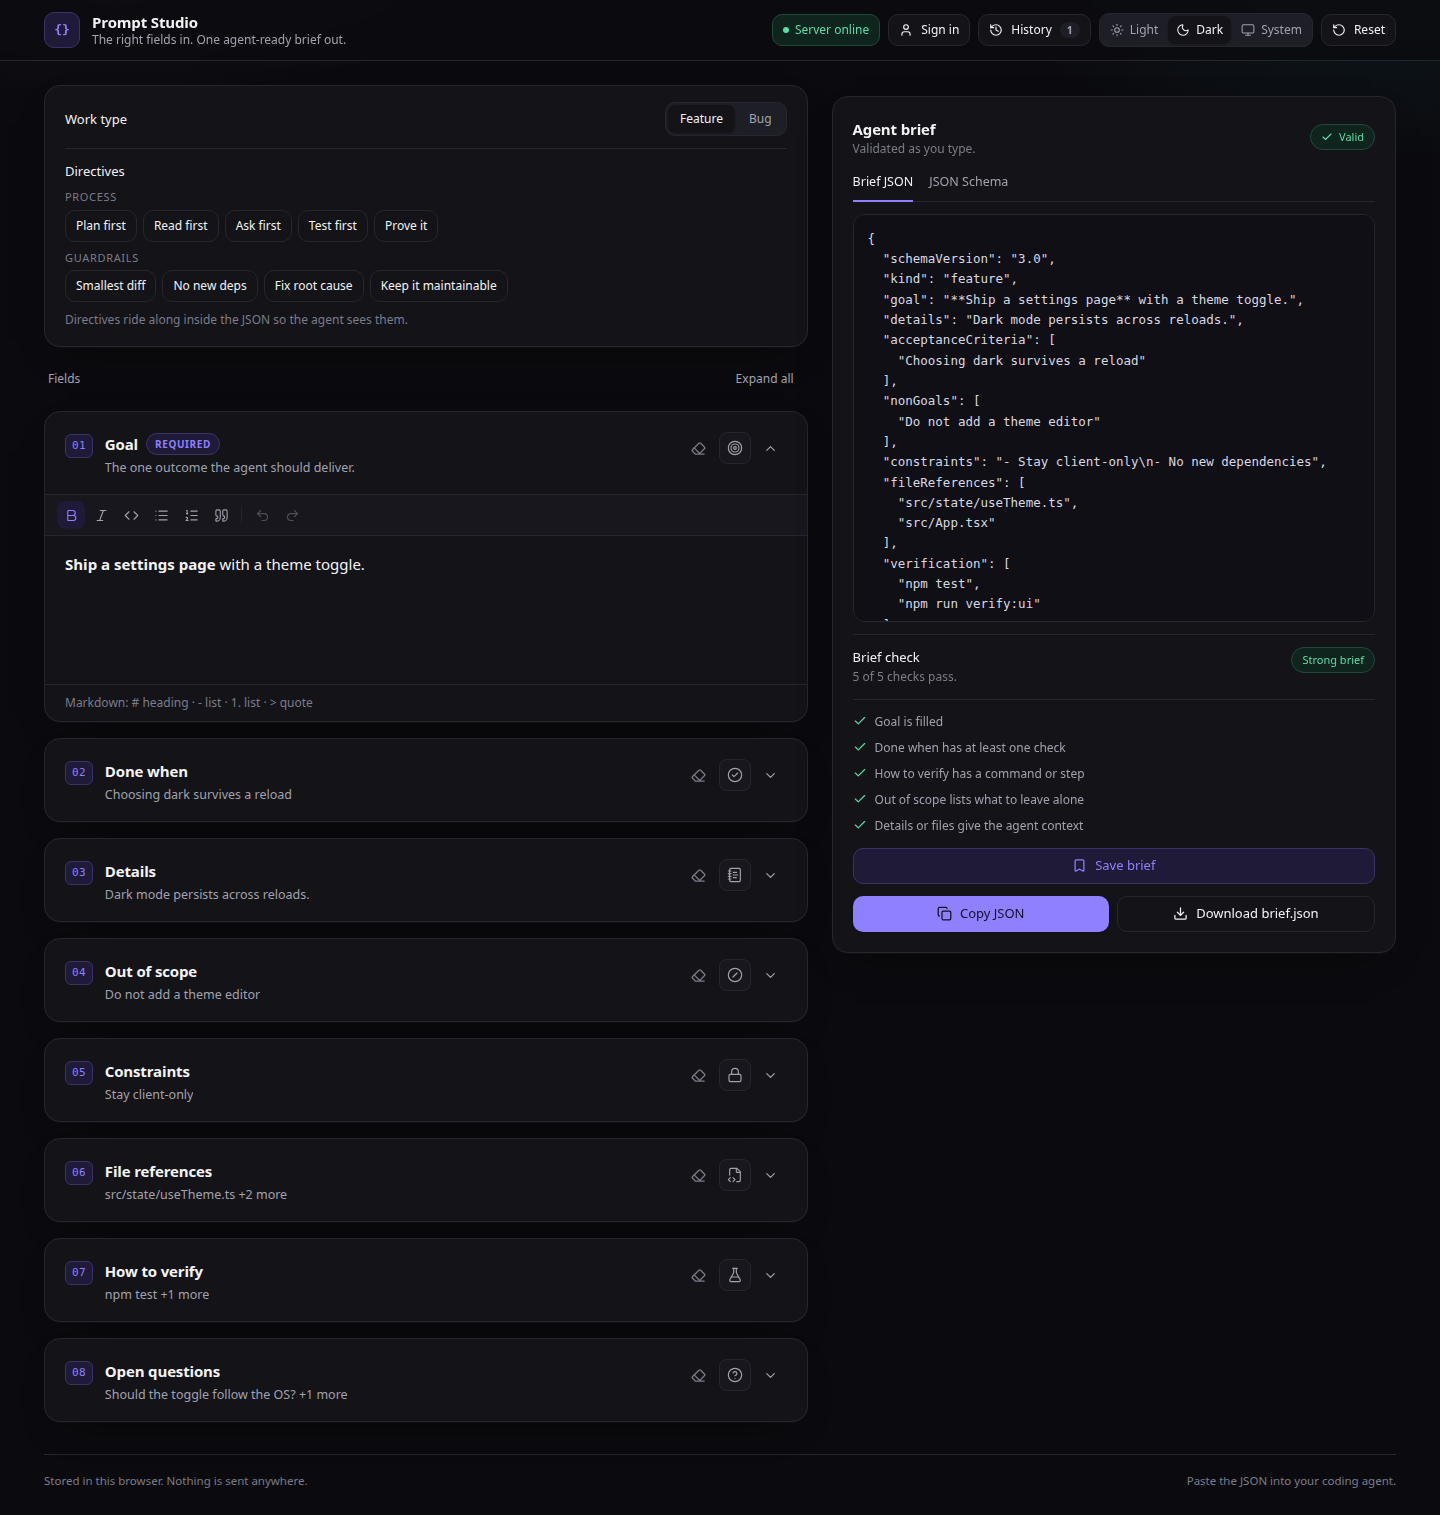 {}
Prompt Studio
The right fields in. One agent-ready brief out.
Server online
Sign in
History 1
Light
Dark
System
Reset
Work type
Feature
Bug
Directives
PROCESS
Plan first
Read first
Ask first
Test first
Prove it
GUARDRAILS
Smallest diff
No new deps
Fix root cause
Keep it maintainable
Directives ride along inside the JSON so the agent sees them.
Fields
Expand all
01
Goal
REQUIRED
The one outcome the agent should deliver.
Ship a settings page with a theme toggle.
Markdown: # heading · - list · 1. list · > quote
02
Done when
Choosing dark survives a reload
03
Details
Dark mode persists across reloads.
04
Out of scope
Do not add a theme editor
05
Constraints
Stay client-only
06
File references
src/state/useTheme.ts +2 more
07
How to verify
npm test +1 more
08
Open questions
Should the toggle follow the OS? +1 more
Agent brief
Validated as you type.
Valid
Brief JSON
JSON Schema
{
"schemaVersion": "3.0",
"kind": "feature",
"goal": "**Ship a settings page** with a theme toggle.",
"details": "Dark mode persists across reloads.",
"acceptanceCriteria": [
"Choosing dark survives a reload"
],
"nonGoals": [
"Do not add a theme editor"
],
"constraints": "- Stay client-only\n- No new dependencies",
"fileReferences": [
"src/state/useTheme.ts",
"src/App.tsx"
],
"verification": [
"npm test",
"npm run verify:ui"
Brief check
5 of 5 checks pass.
Strong brief
Goal is filled
Done when has at least one check
How to verify has a command or step
Out of scope lists what to leave alone
Details or files give the agent context
Save brief
Copy JSON
Download brief.json
Stored in this browser. Nothing is sent anywhere.
Paste the JSON into your coding agent.